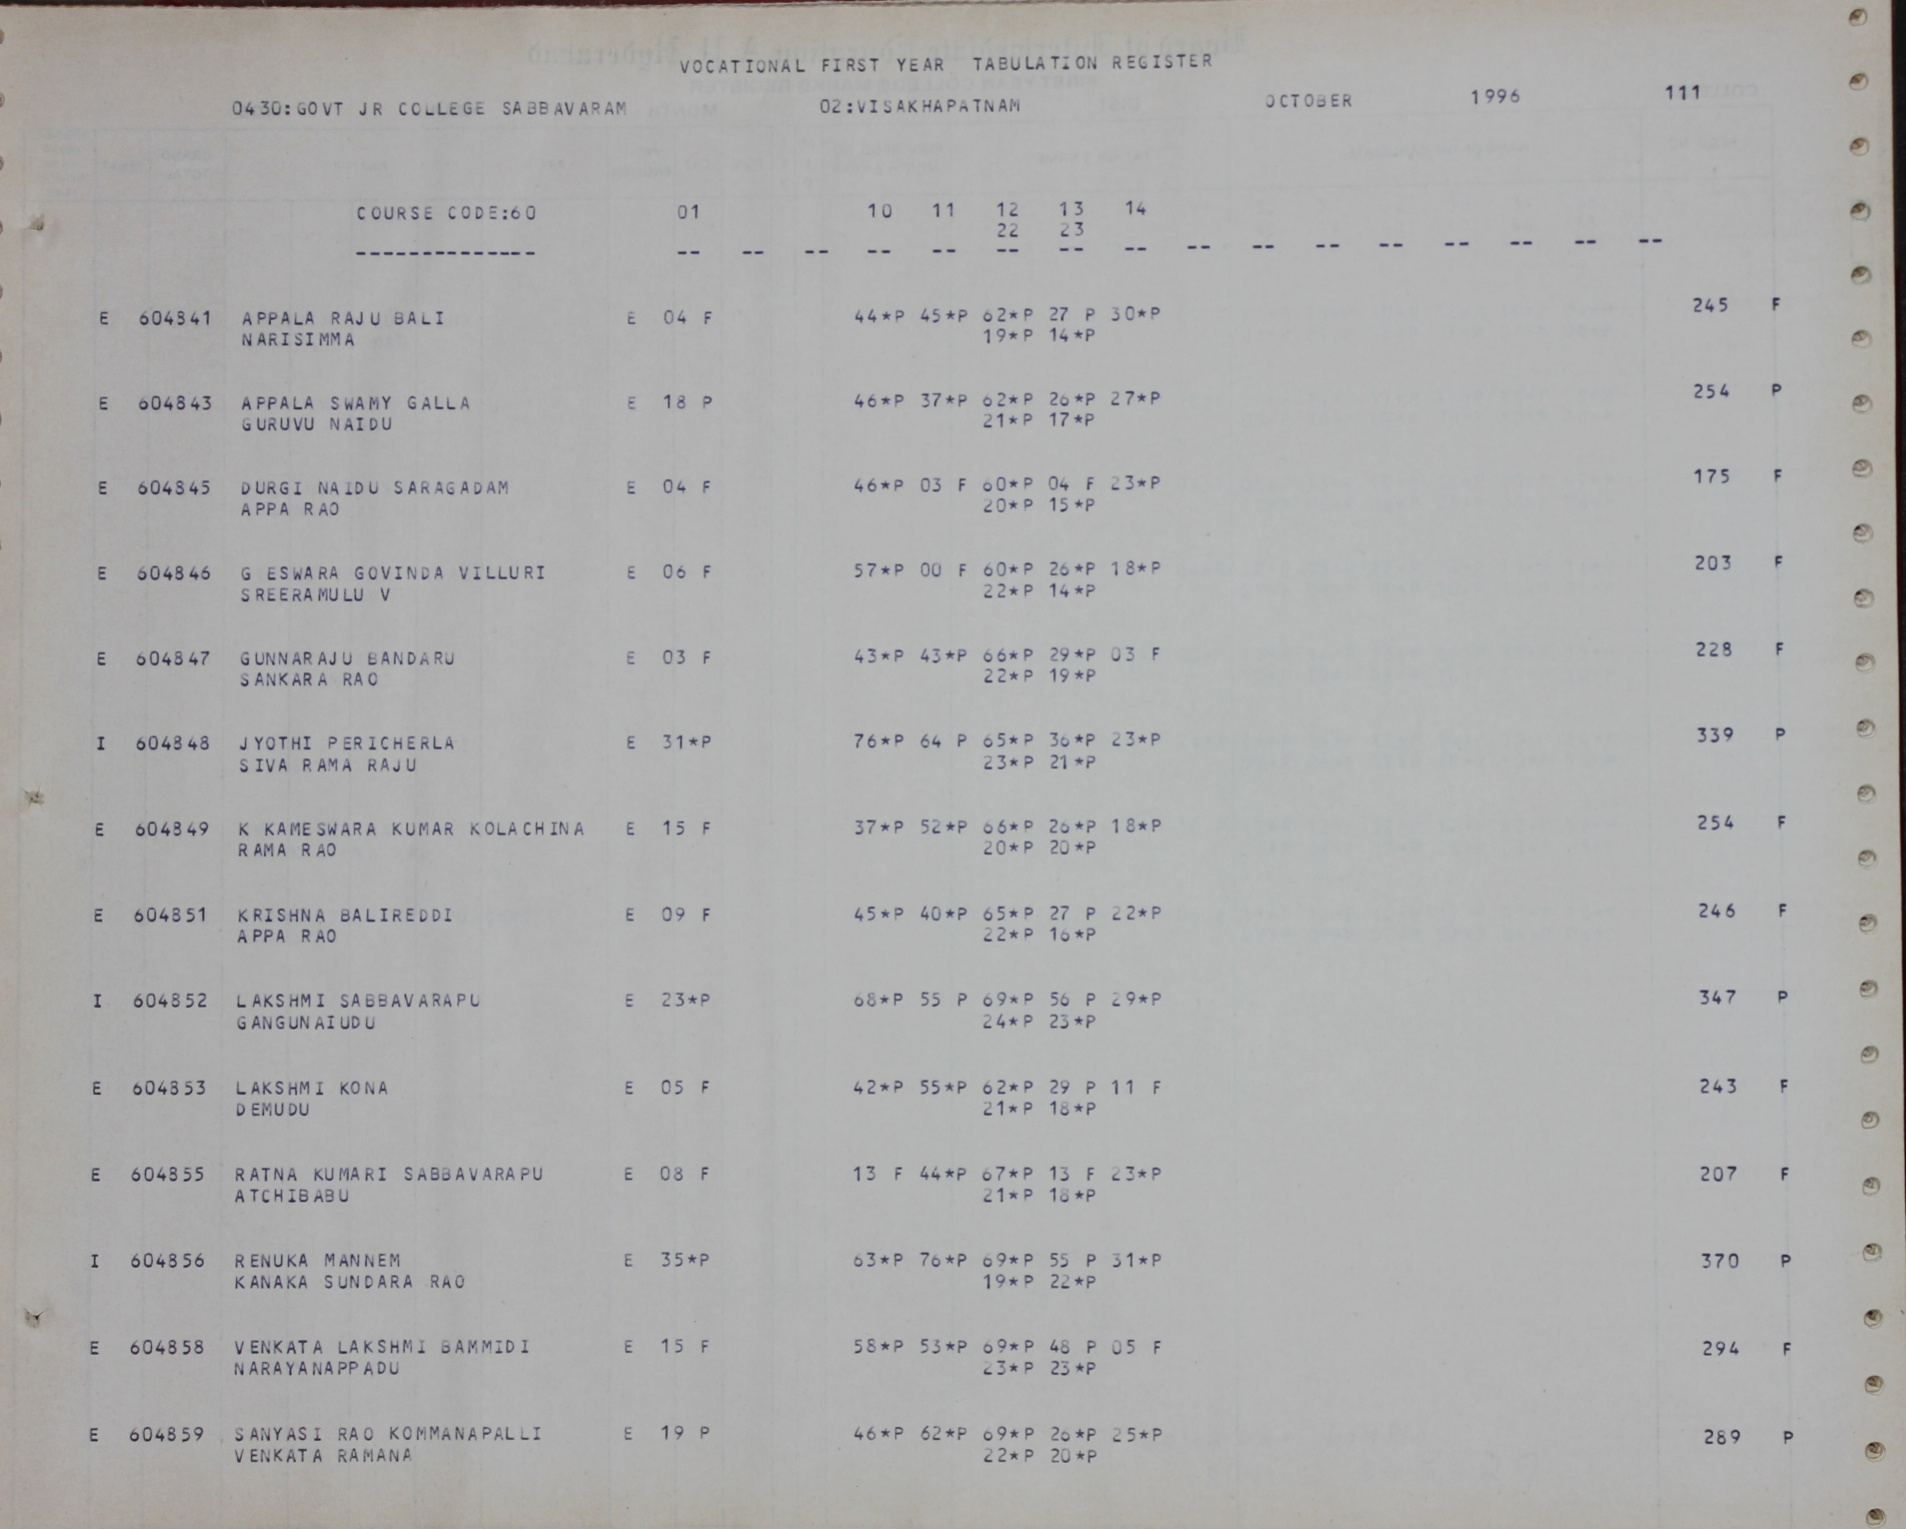 VOCATIONAL FIRST YEAR TABULATION REGISTER
0430:GOVT JR COLLEGE SABBAVARAM 02:VISAKHAPATNAM OCTOBER 1996 111
COURSE CODE:60 01 10 11 12 13 14
22 23
-------------- -- -- -- -- -- -- -- -- -- -- -- -- -- -- -- --
E 604841 APPALA RAJU BALI E 04 F 44*P 45*P 62*P 27 P 30*P 245 F
NARISIMMA 19*P 14*P
E 604843 APPALA SWAMY GALLA E 18 P 46*P 37*P 62*P 26*P 27*P 254 P
GURUVU NAIDU 21*P 17*P
E 604845 DURGI NAIDU SARAGADAM E 04 F 46*P 03 F 60*P 04 F 23*P 175 F
APPA RAO 20*P 15*P
E 604846 G ESWARA GOVINDA VILLURI E 06 F 57*P 00 F 60*P 26*P 18*P 203 F
SREERAMULU V 22*P 14*P
E 604847 GUNNARAJU BANDARU E 03 F 43*P 43*P 66*P 29*P 03 F 228 F
SANKARA RAO 22*P 19*P
I 604848 JYOTHI PERICHERLA E 31*P 76*P 64 P 65*P 36*P 23*P 339 P
SIVA RAMA RAJU 23*P 21*P
E 604849 K KAMESWARA KUMAR KOLACHINA E 15 F 37*P 52*P 66*P 26*P 18*P 254 F
RAMA RAO 20*P 20*P
E 604851 KRISHNA BALIREDDI E 09 F 45*P 40*P 65*P 27 P 22*P 246 F
APPA RAO 22*P 16*P
I 604852 LAKSHMI SABBAVARAPU E 23*P 68*P 55 P 69*P 56 P 29*P 347 P
GANGUNAIUDU 24*P 23*P
E 604853 LAKSHMI KONA E 05 F 42*P 55*P 62*P 29 P 11 F 243 F
DEMUDU 21*P 18*P
E 604855 RATNA KUMARI SABBAVARAPU E 08 F 13 F 44*P 67*P 13 F 23*P 207 F
ATCHIBABU 21*P 18*P
I 604856 RENUKA MANNEM E 35*P 63*P 76*P 69*P 55 P 31*P 370 P
KANAKA SUNDARA RAO 19*P 22*P
E 604858 VENKATA LAKSHMI BAMMIDI E 15 F 58*P 53*P 69*P 48 P 05 F 294 F
NARAYANAPPADU 23*P 23*P
E 604859 SANYASI RAO KOMMANAPALLI E 19 P 46*P 62*P 69*P 26*P 25*P 289 P
VENKATA RAMANA 22*P 20*P